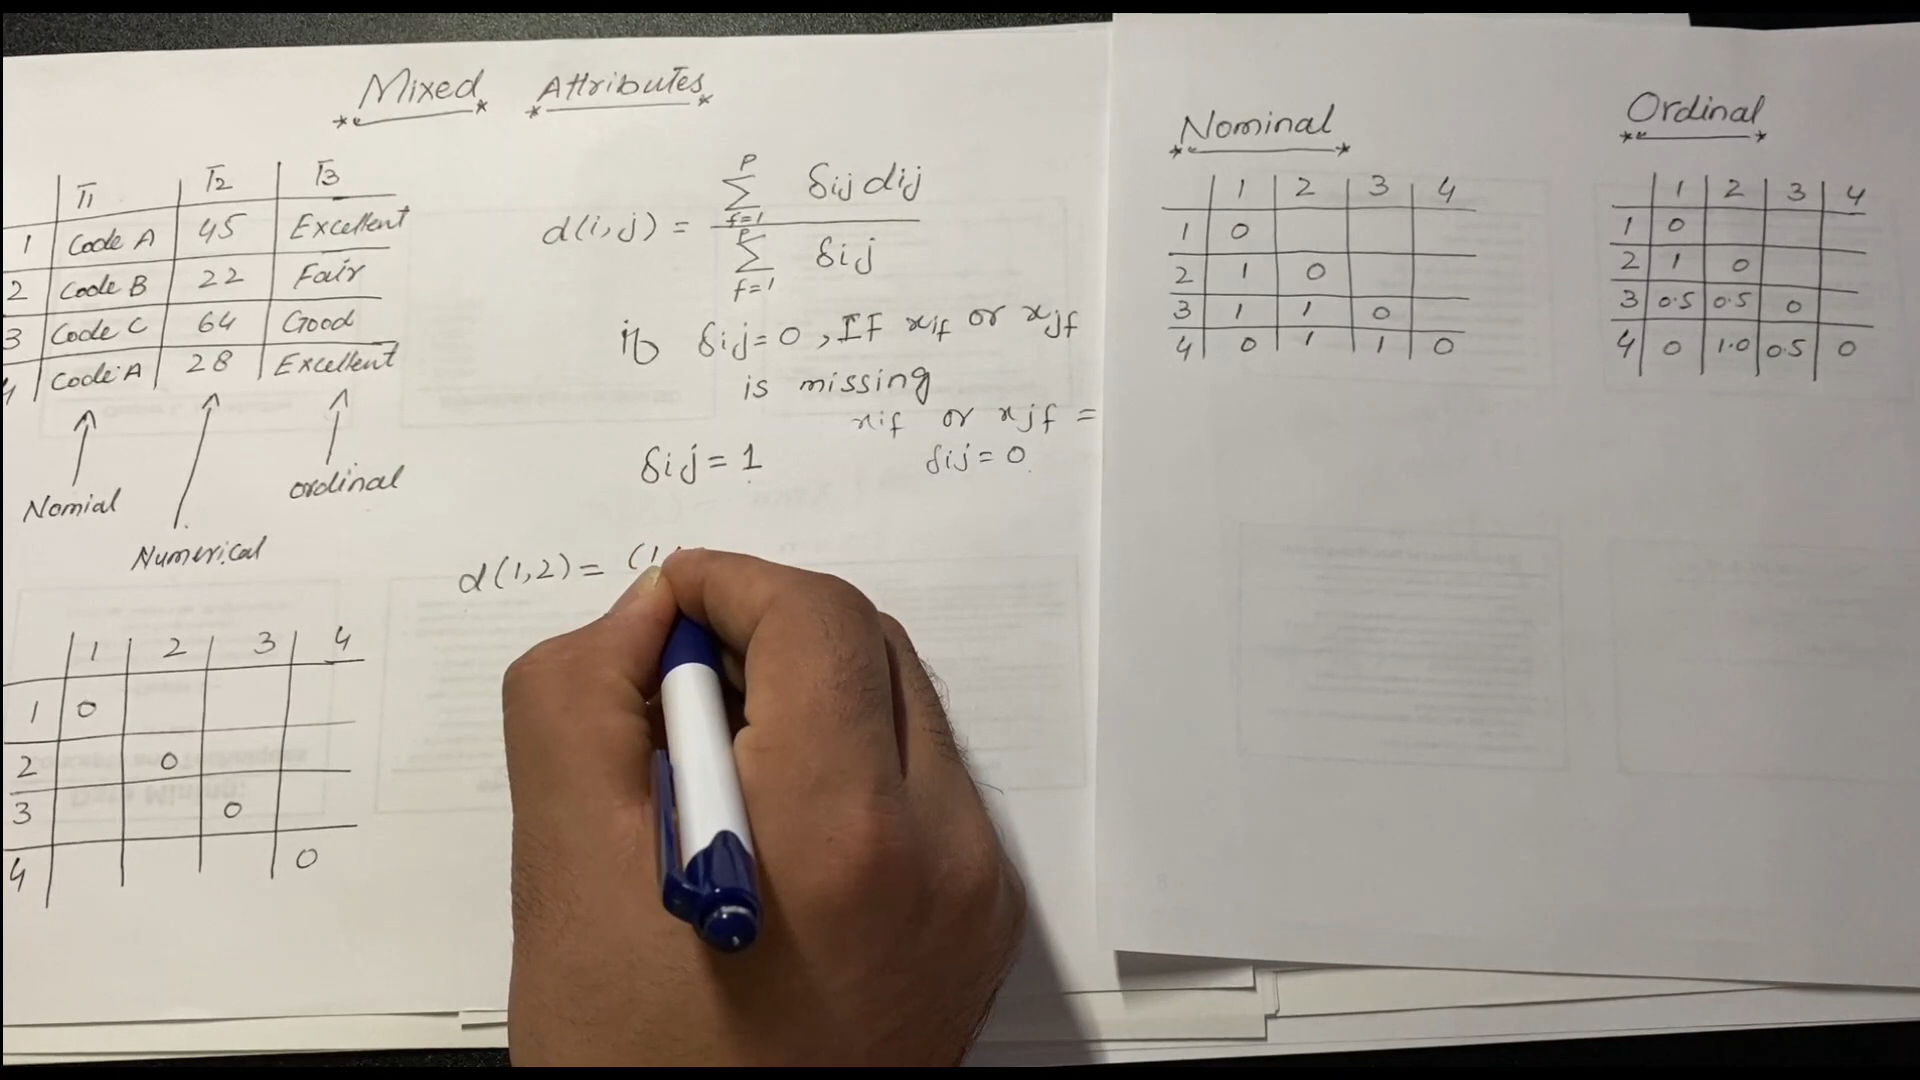 Mixed Attributes
T1 T2 T3
1 Code A 45 Excellent
2 Code B 22 Fair
3 Code C 64 Good
4 Code A 28 Excellent
Nomial
Numerical
ordinal
d(i,j) =
P
Σ δij dij
f=1
P
Σ δij
f=1
δij=0, IF xif or xjf
is missing
xif or xjf =
δij = 1
δij = 0
d(1,2) = (1
1 2 3 4
1 0
2 0
3 0
4 0
Nominal
1 2 3 4
1 0
2 1 0
3 1 1 0
4 0 1 1 0
Ordinal
1 2 3 4
1 0
2 1 0
3 0.5 0.5 0
4 0 1.0 0.5 0